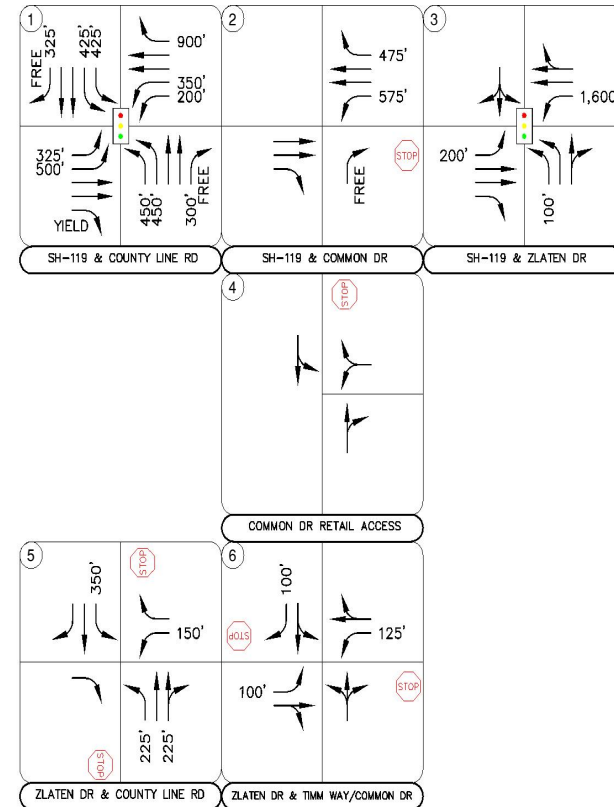 1
FREE
325'
425'
425'
900'
350'
200'
325'
500'
YIELD
450'
450'
300'
FREE
SH-119 & COUNTY LINE RD
2
475'
575'
STOP
FREE
SH-119 & COMMON DR
3
1,600'
200'
100'
SH-119 & ZLATEN DR
4
STOP
COMMON DR RETAIL ACCESS
5
350'
STOP
150'
225'
225'
STOP
ZLATEN DR & COUNTY LINE RD
6
100'
STOP
125'
100'
STOP
ZLATEN DR & TIMM WAY/COMMON DR